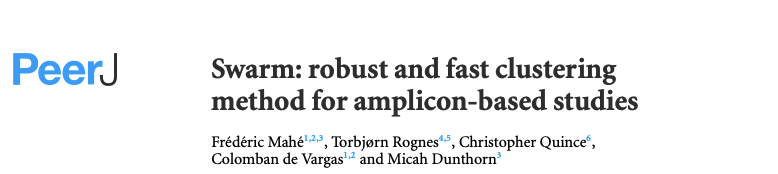 PeerJ
Swarm: robust and fast clustering
method for amplicon-based studies
Frédéric Mahé1,2,3, Torbjørn Rognes4,5, Christopher Quince6,
Colomban de Vargas1,2 and Micah Dunthorn3